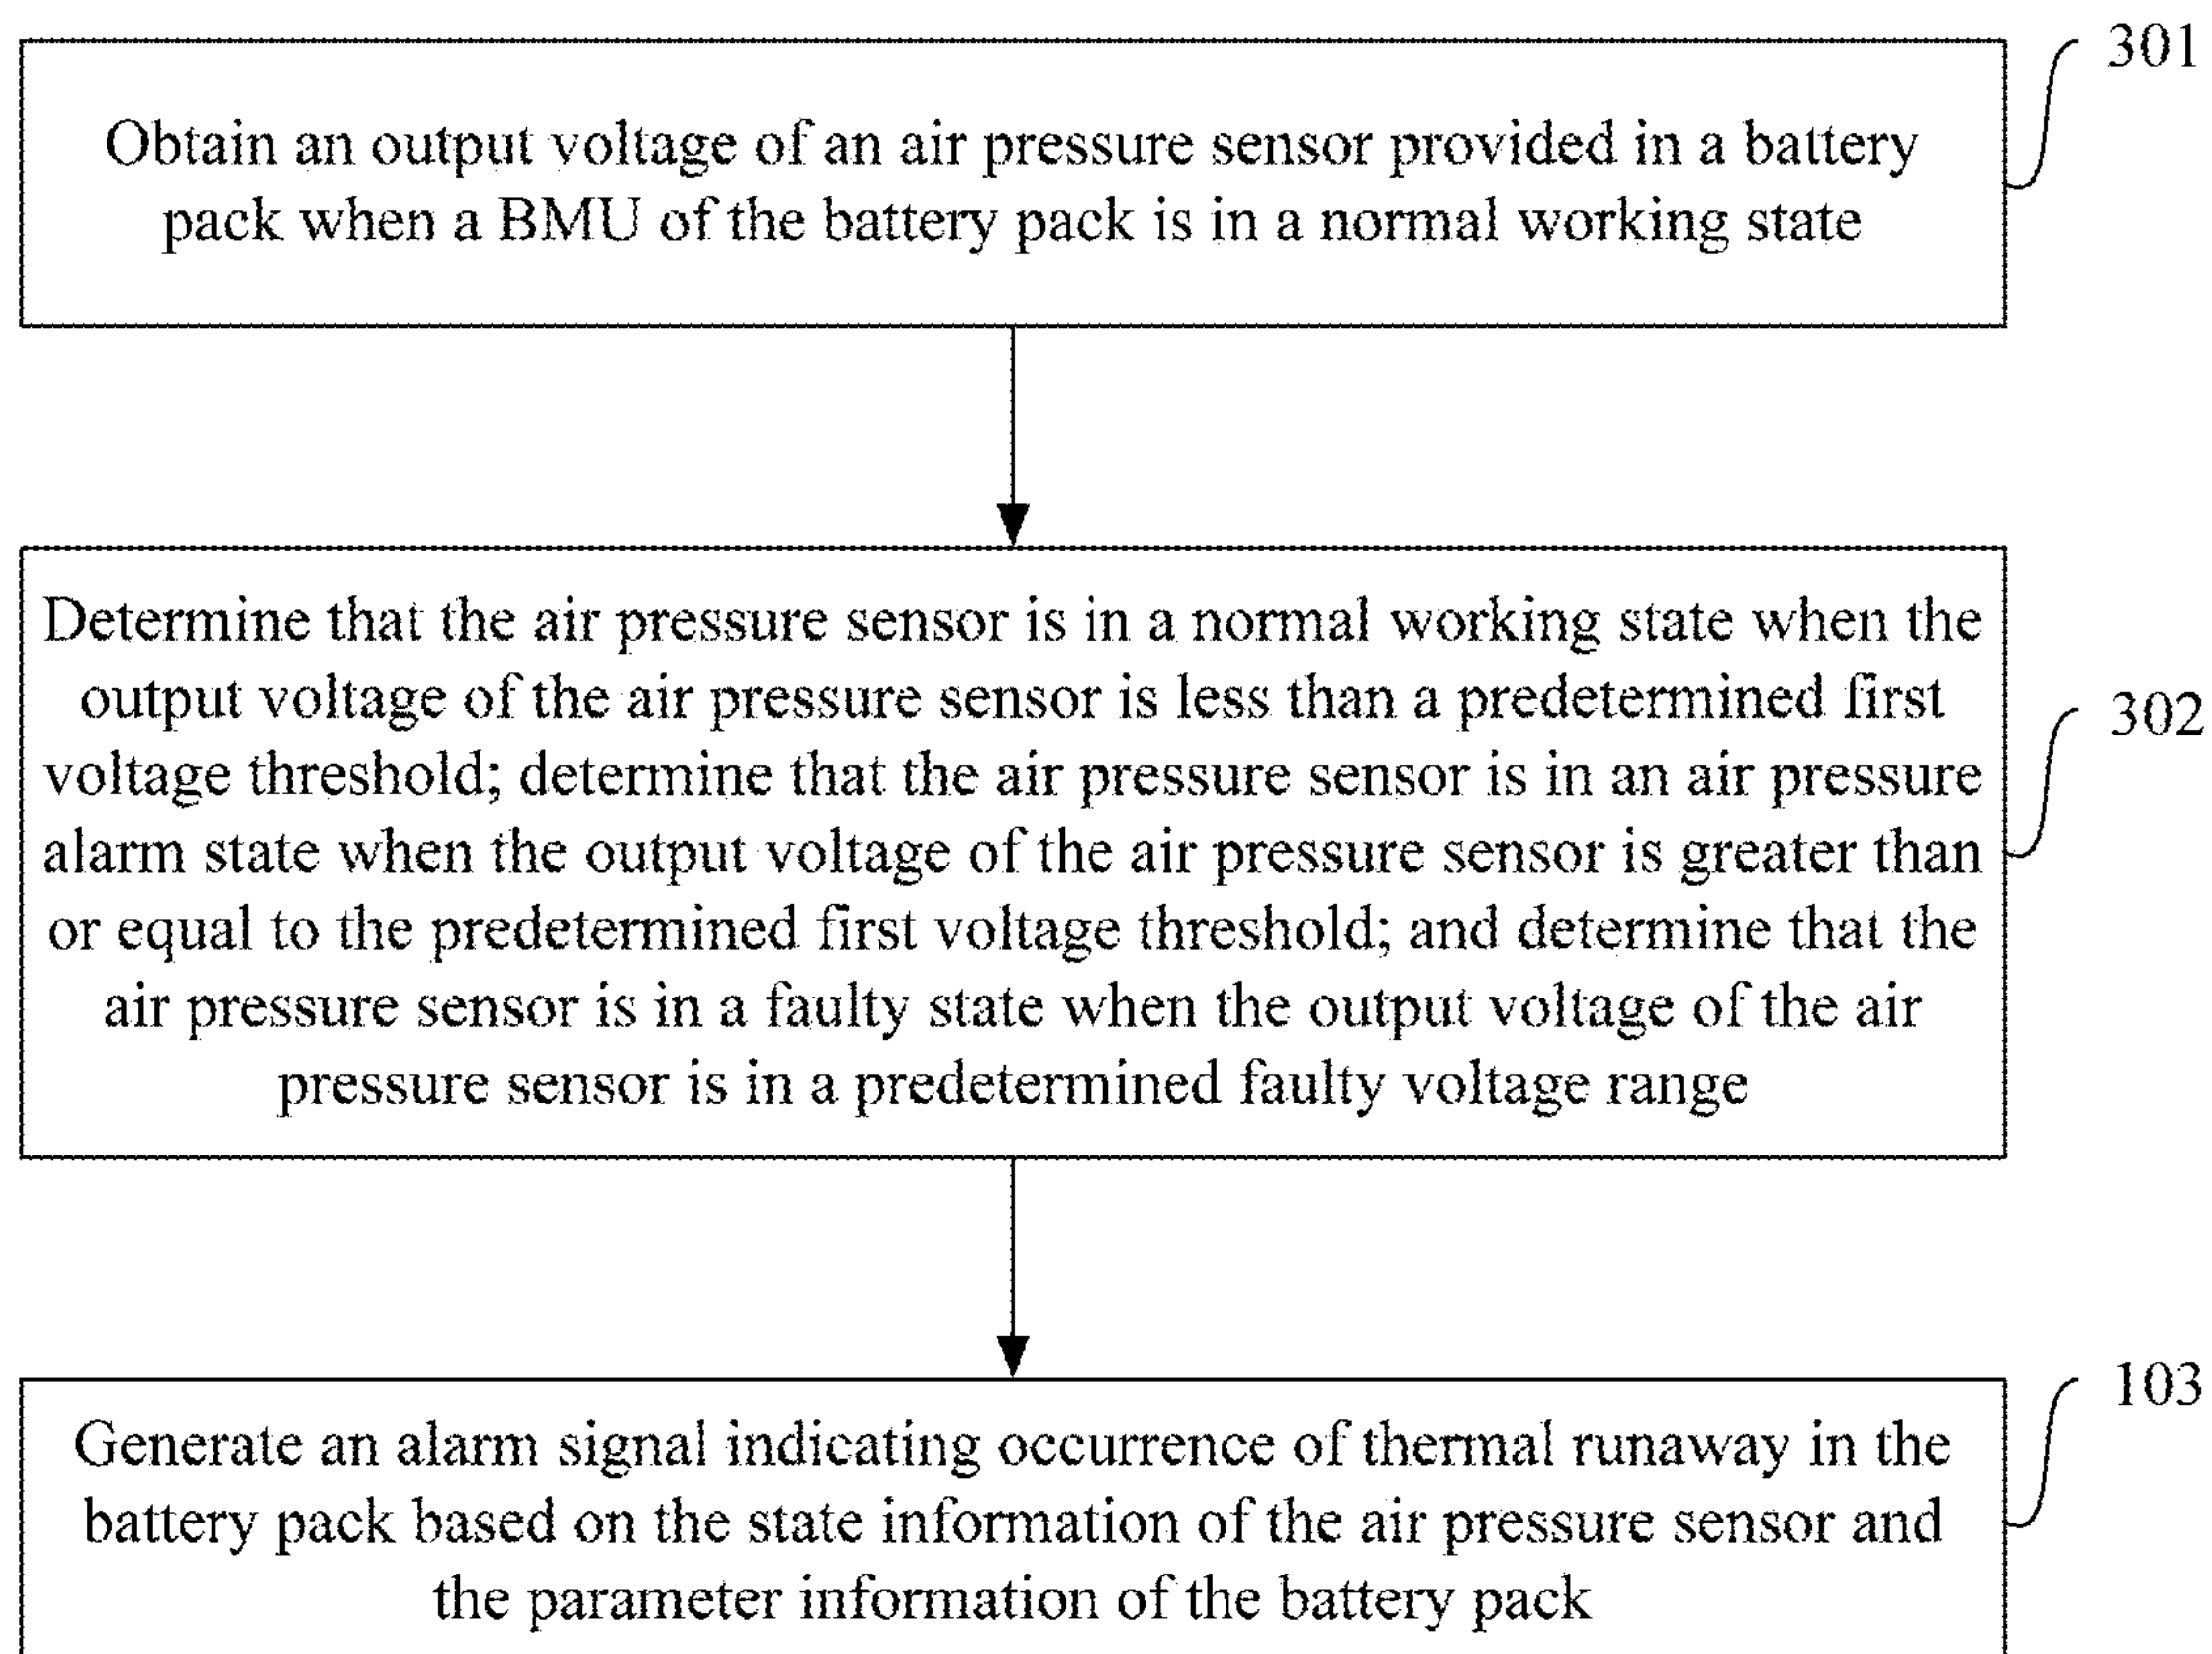 301
Obtain an output voltage of an air pressure sensor provided in a battery
pack when a BMU of the battery pack is in a normal working state
Determine that the air pressure sensor is in a normal working state when the
output voltage of the air pressure sensor is less than a predetermined first
302
voltage threshold; determine that the air pressure sensor is in an air pressure
alarm state when the output voltage of the air pressure sensor is greater than
or equal to the predetermined first voltage threshold; and determine that the
air pressure sensor is in a faulty state when the output voltage of the air
pressure sensor is in a predetermined faulty voltage range
103
Generate an alarm signal indicating occurrence of thermal runaway in the
battery pack based on the state information of the air pressure sensor and
the parameter information of the battery pack